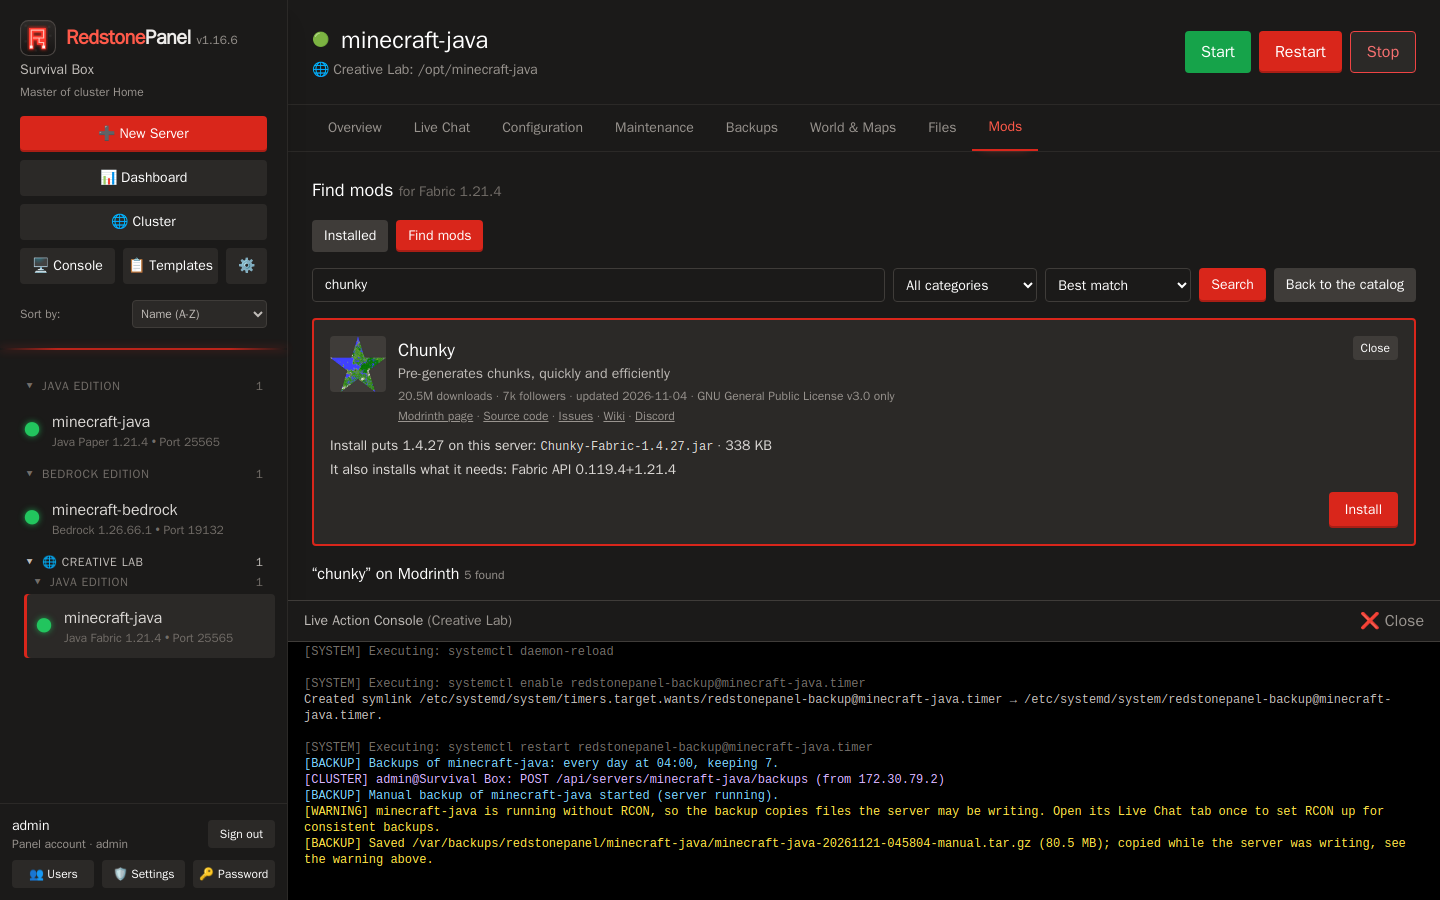 RedstonePanel v1.16.6
Survival Box
Master of cluster Home
➕ New Server
📊 Dashboard
🌐 Cluster
🖥️ Console
📋 Templates
⚙️
Sort by:
Name (A-Z)
▼ JAVA EDITION 1
minecraft-java
Java Paper 1.21.4 • Port 25565
▼ BEDROCK EDITION 1
minecraft-bedrock
Bedrock 1.26.66.1 • Port 19132
▼ 🌐 CREATIVE LAB 1
▼ JAVA EDITION 1
minecraft-java
Java Fabric 1.21.4 • Port 25565
admin
Panel account · admin
Sign out
👥 Users
🛡️ Settings
🔑 Password
minecraft-java
🌐 Creative Lab: /opt/minecraft-java
Start
Restart
Stop
Overview
Live Chat
Configuration
Maintenance
Backups
World & Maps
Files
Mods
Find mods for Fabric 1.21.4
Installed
Find mods
chunky
All categories
Best match
Search
Back to the catalog
Chunky
Close
Pre-generates chunks, quickly and efficiently
20.5M downloads · 7k followers · updated 2026-11-04 · GNU General Public License v3.0 only
Modrinth page · Source code · Issues · Wiki · Discord
Install puts 1.4.27 on this server: Chunky-Fabric-1.4.27.jar · 338 KB
It also installs what it needs: Fabric API 0.119.4+1.21.4
Install
“chunky” on Modrinth 5 found
Live Action Console (Creative Lab)
❌ Close
[SYSTEM] Executing: systemctl daemon-reload
[SYSTEM] Executing: systemctl enable redstonepanel-backup@minecraft-java.timer
Created symlink /etc/systemd/system/timers.target.wants/redstonepanel-backup@minecraft-java.timer → /etc/systemd/system/redstonepanel-backup@minecraft-
java.timer.
[SYSTEM] Executing: systemctl restart redstonepanel-backup@minecraft-java.timer
[BACKUP] Backups of minecraft-java: every day at 04:00, keeping 7.
[CLUSTER] admin@Survival Box: POST /api/servers/minecraft-java/backups (from 172.30.79.2)
[BACKUP] Manual backup of minecraft-java started (server running).
[WARNING] minecraft-java is running without RCON, so the backup copies files the server may be writing. Open its Live Chat tab once to set RCON up for
consistent backups.
[BACKUP] Saved /var/backups/redstonepanel/minecraft-java/minecraft-java-20261121-045804-manual.tar.gz (80.5 MB); copied while the server was writing, see
the warning above.